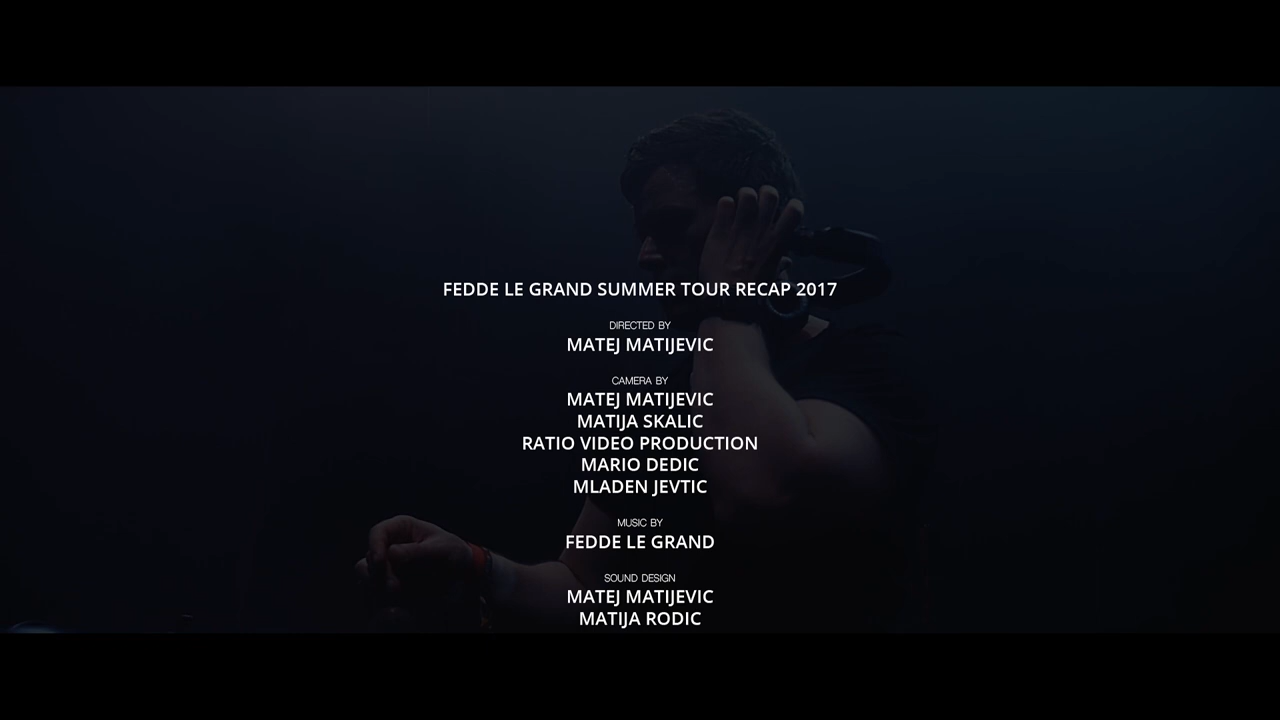 FEDDE LE GRAND SUMMER TOUR RECAP 2017
DIRECTED BY
MATEJ MATIJEVIC
CAMERA BY
MATEJ MATIJEVIC
MATIJA SKALIC
RATIO VIDEO PRODUCTION
MARIO DEDIC
MLADEN JEVTIC
MUSIC BY
FEDDE LE GRAND
SOUND DESIGN
MATEJ MATIJEVIC
MATIJA RODIC